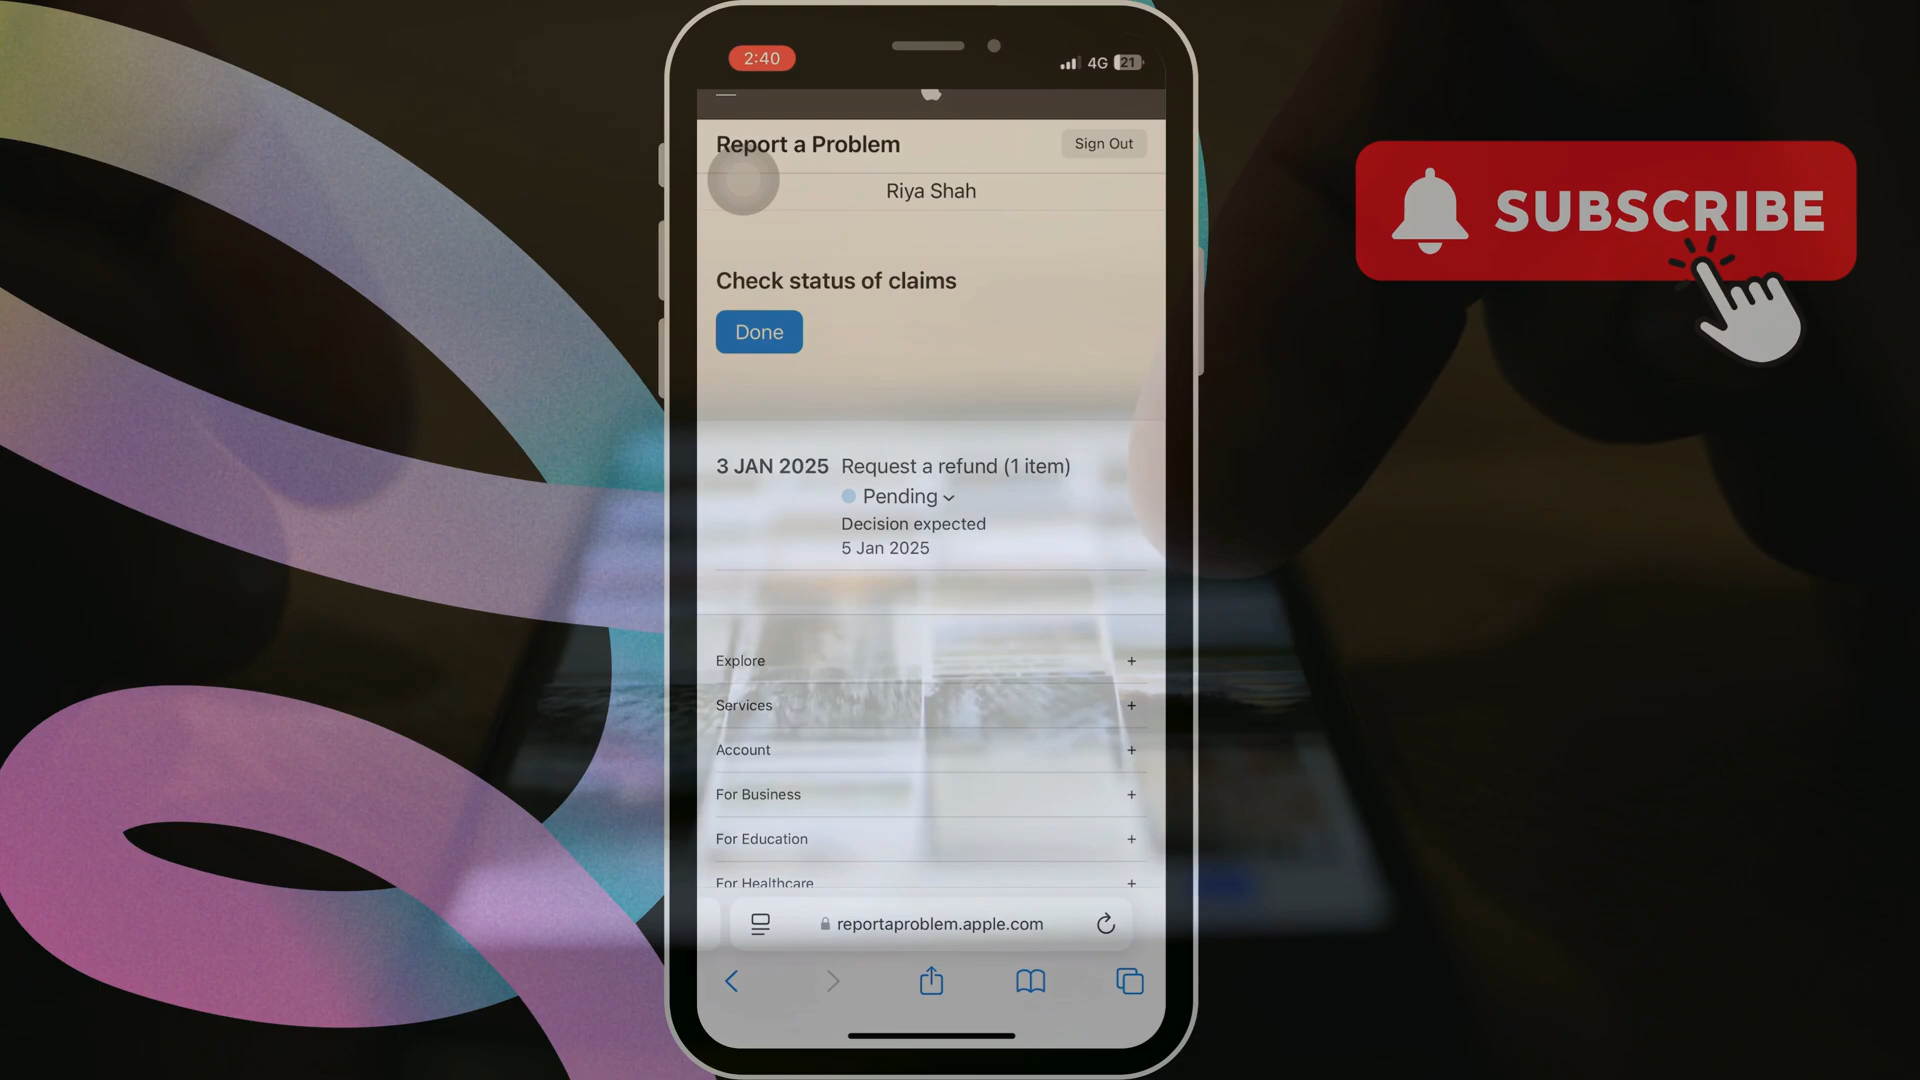 2:40
4G 21
Report a Problem
Sign Out
Riya Shah
SUBSCRIBE
Check status of claims
Done
3 JAN 2025 Request a refund (1 item)
Pending
Decision expected
5 Jan 2025
Explore +
Services +
Account +
For Business +
For Education +
For Healthcare +
reportaproblem.apple.com